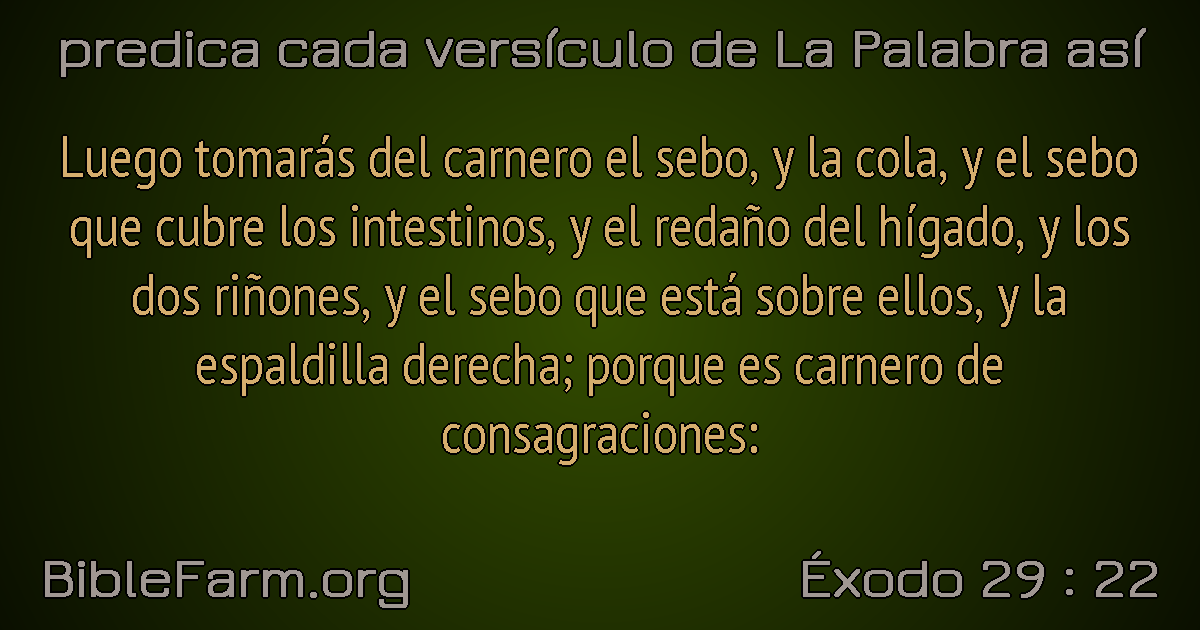 predica cada versículo de La Palabra así
Luego tomarás del carnero el sebo, y la cola, y el sebo
que cubre los intestinos, y el redaño del hígado, y los
dos riñones, y el sebo que está sobre ellos, y la
espaldilla derecha; porque es carnero de
consagraciones:
BibleFarm.org
Éxodo 29 : 22